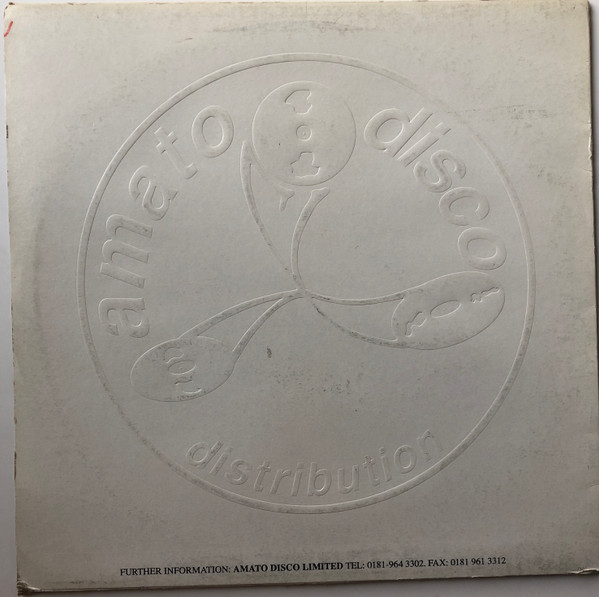 amato disco
distribution
FURTHER INFORMATION: AMATO DISCO LIMITED TEL: 0181-964 3302. FAX: 0181 961 3312